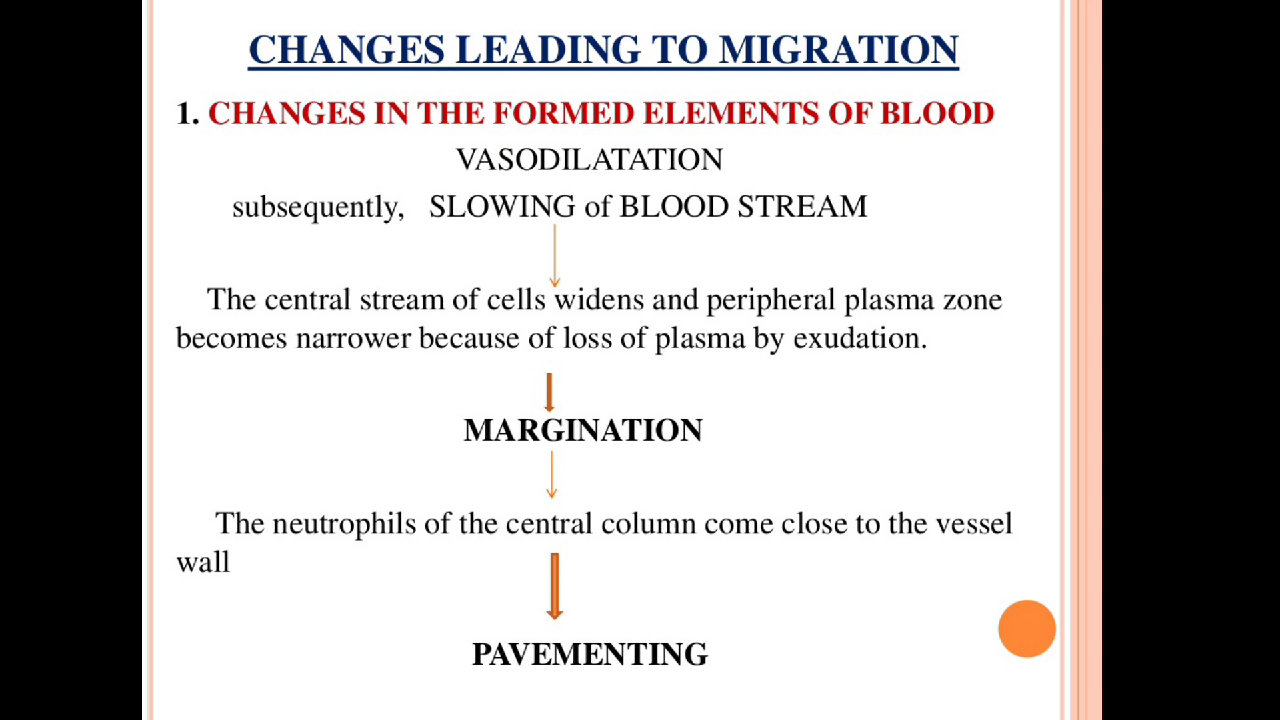 CHANGES LEADING TO MIGRATION
1. CHANGES IN THE FORMED ELEMENTS OF BLOOD
VASODILATATION
subsequently, SLOWING of BLOOD STREAM
The central stream of cells widens and peripheral plasma zone
becomes narrower because of loss of plasma by exudation.
MARGINATION
The neutrophils of the central column come close to the vessel
wall
PAVEMENTING